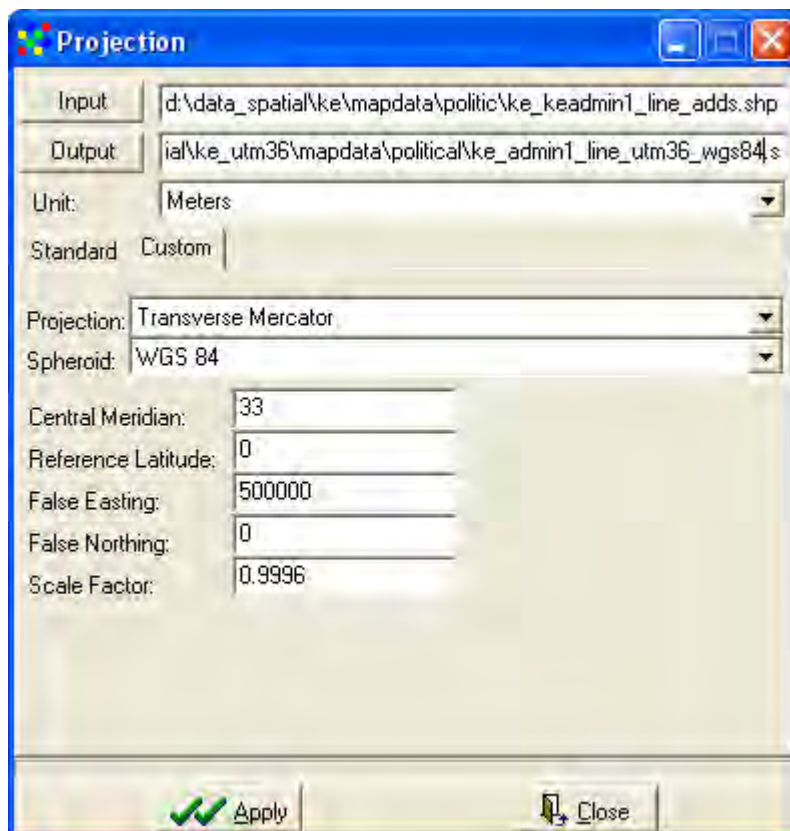 Projection
Input d:\data_spatial\ke\mapdata\politic\ke_keadmin1_line_adds.shp
Output ial\ke_utm36\mapdata\political\ke_admin1_line_utm36_wgs84.s
Unit: Meters
Standard Custom
Projection: Transverse Mercator
Spheroid: WGS 84
Central Meridian: 33
Reference Latitude: 0
False Easting: 500000
False Northing: 0
Scale Factor: 0.9996
Apply Close